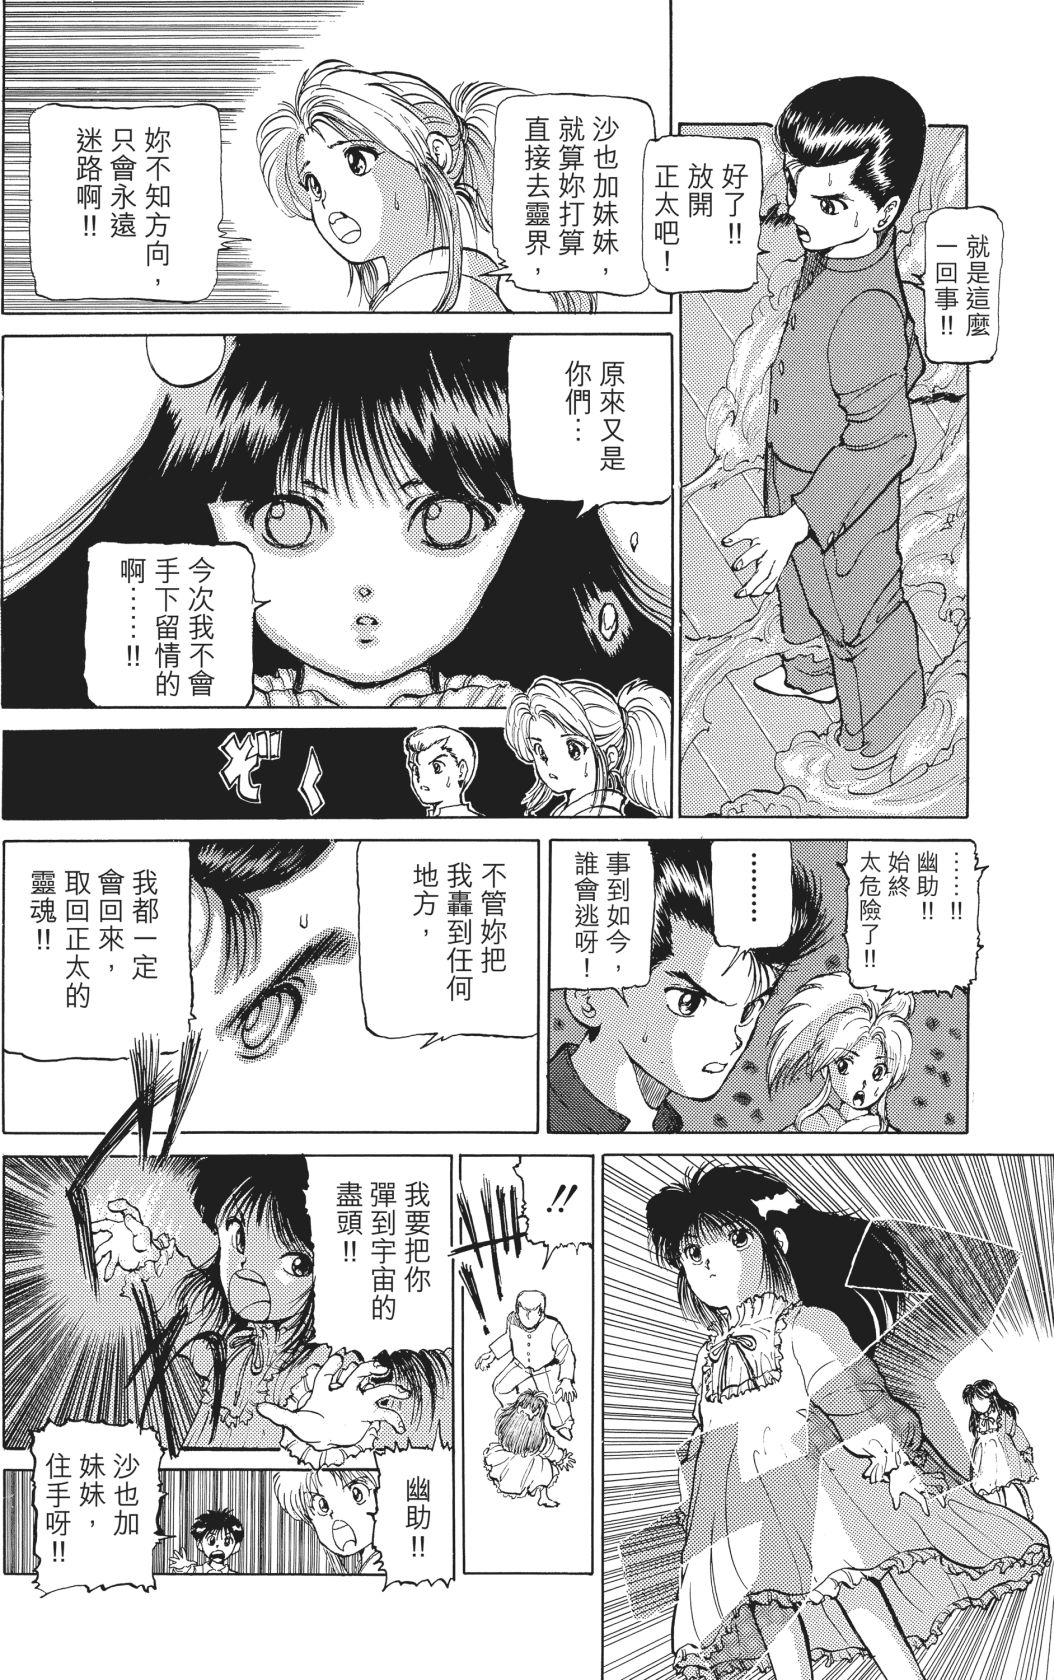 就是這麼
一回事!!
好了!!
放開
正太吧！
沙也加妹妹，
就算妳打算
直接去靈界，
妳不知方向，
只會永遠
迷路啊!!
原來又是
你們…
今次我不會
手下留情的
啊……!!
ぞくっ
……!!
幽助!!
始終
太危險了!!
………
事到如今，
誰會逃呀！
不管妳把
我轟到任何
地方，
我都一定
會回來，
取回正太的
靈魂!!
!!
我要把你
彈到宇宙的
盡頭!!
幽助!!
沙也加
妹妹，
住手呀!!